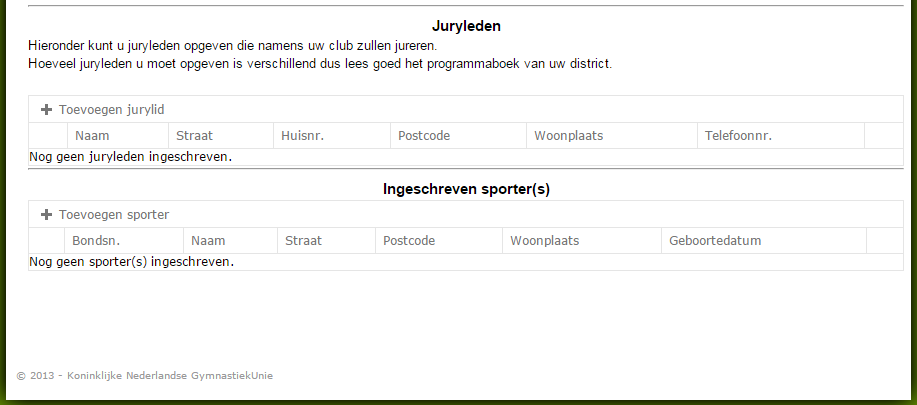 Juryleden
Hieronder kunt u juryleden opgeven die namens uw club zullen jureren.
Hoeveel juryleden u moet opgeven is verschillend dus lees goed het programmaboek van uw district.
Toevoegen jurylid
Naam Straat Huisnr. Postcode Woonplaats Telefoonnr.
Nog geen juryleden ingeschreven.
Ingeschreven sporter(s)
Toevoegen sporter
Bondsn. Naam Straat Postcode Woonplaats Geboortedatum
Nog geen sporter(s) ingeschreven.
© 2013 - Koninklijke Nederlandse GymnastiekUnie